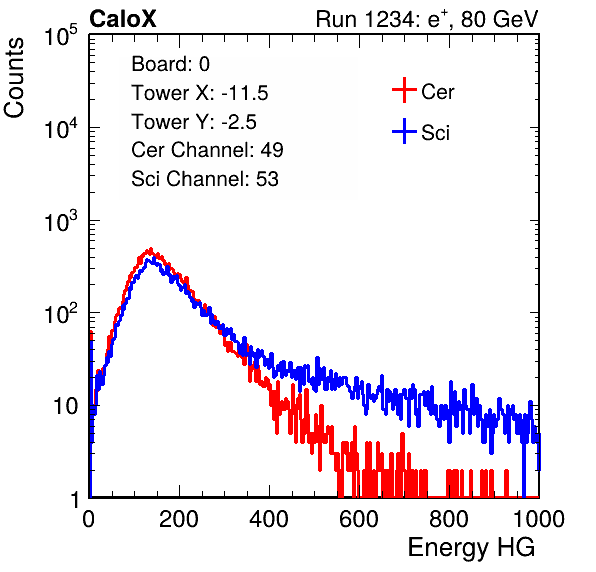 CaloX Run 1234: e⁺, 80 GeV
Counts
10⁵
10⁴
10³
10²
10
1
Board: 0
Tower X: -11.5
Tower Y: -2.5
Cer Channel: 49
Sci Channel: 53
Cer
Sci
0 200 400 600 800 1000
Energy HG